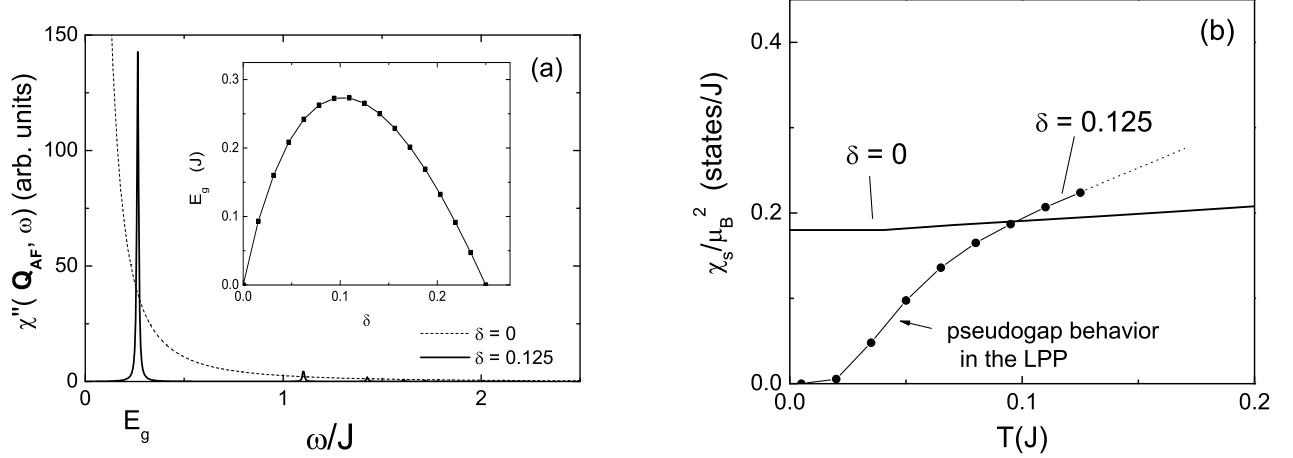 150
100
50
0
χ"(Q_AF, ω) (arb. units)
0
1
2
E_g
ω/J
(a)
0.3
0.2
0.1
0.0
E_g (J)
0.0
0.1
0.2
δ
δ = 0
δ = 0.125
(b)
0.4
0.2
0.0
χ_s/μ_B^2 (states/J)
δ = 0
δ = 0.125
pseudogap behavior
in the LPP
0.0
0.1
0.2
T(J)